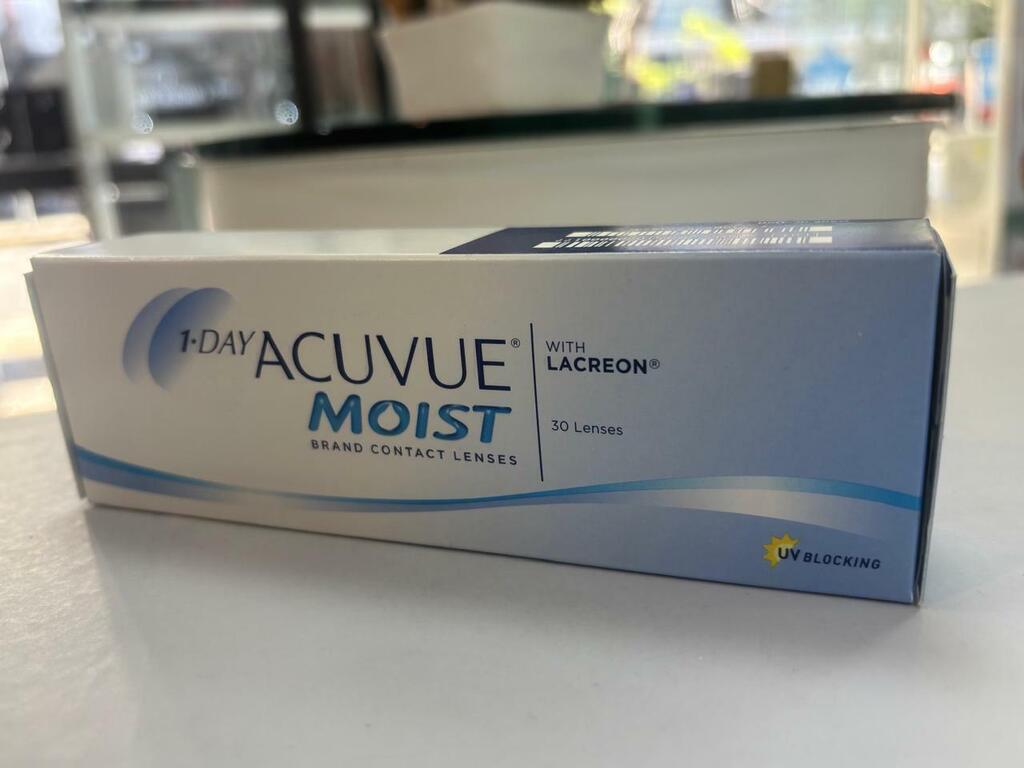 1·DAY ACUVUE®
MOIST
BRAND CONTACT LENSES
WITH
LACREON®
30 Lenses
UV BLOCKING